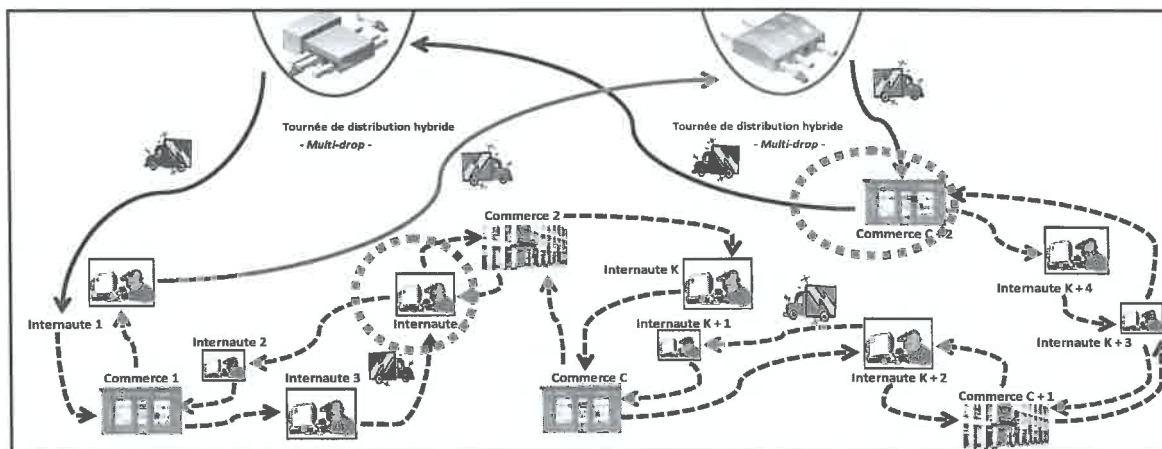 Tournée de distribution hybride
- Multi-drop -
Tournée de distribution hybride
- Multi-drop -
Commerce 2
Commerce C + 2
Internaute K
Internaute K + 4
Internaute 1
Internaute
Internaute K + 1
Internaute 2
Internaute K + 3
Commerce 1
Internaute 3
Commerce C
Internaute K + 2
Commerce C + 1